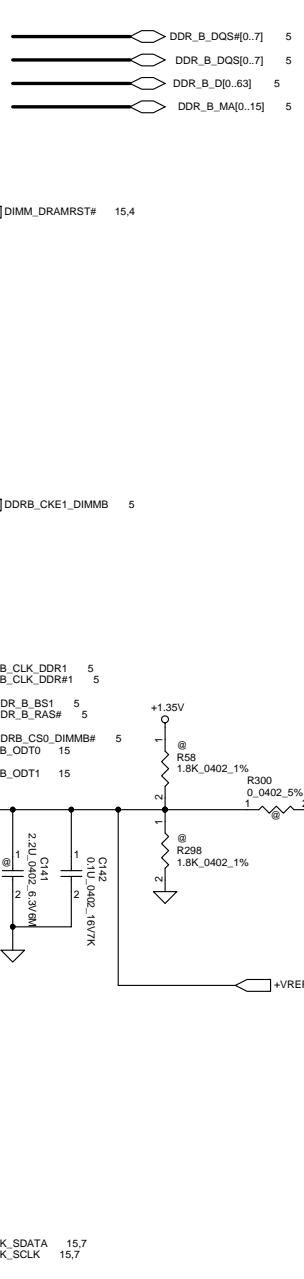 DDR_B_DQS#[0..7] 5
DDR_B_DQS[0..7] 5
DDR_B_D[0..63] 5
DDR_B_MA[0..15] 5
DIMM_DRAMRST# 15,4
DDRB_CKE1_DIMMB 5
B_CLK_DDR1 5
B_CLK_DDR#1 5
DR_B_BS1 5
DR_B_RAS# 5
DRB_CS0_DIMMB# 5
B_ODT0 15
B_ODT1 15
+1.35V
1
@
R58
1.8K_0402_1%
2
R300
0_0402_5%
1 2
@
1
@
R298
1.8K_0402_1%
2
@
1
2
C141
2.2U_0402_6.3V6M
1
2
C142
0.1U_0402_16V7K
+VREF
K_SDATA 15,7
K_SCLK 15,7